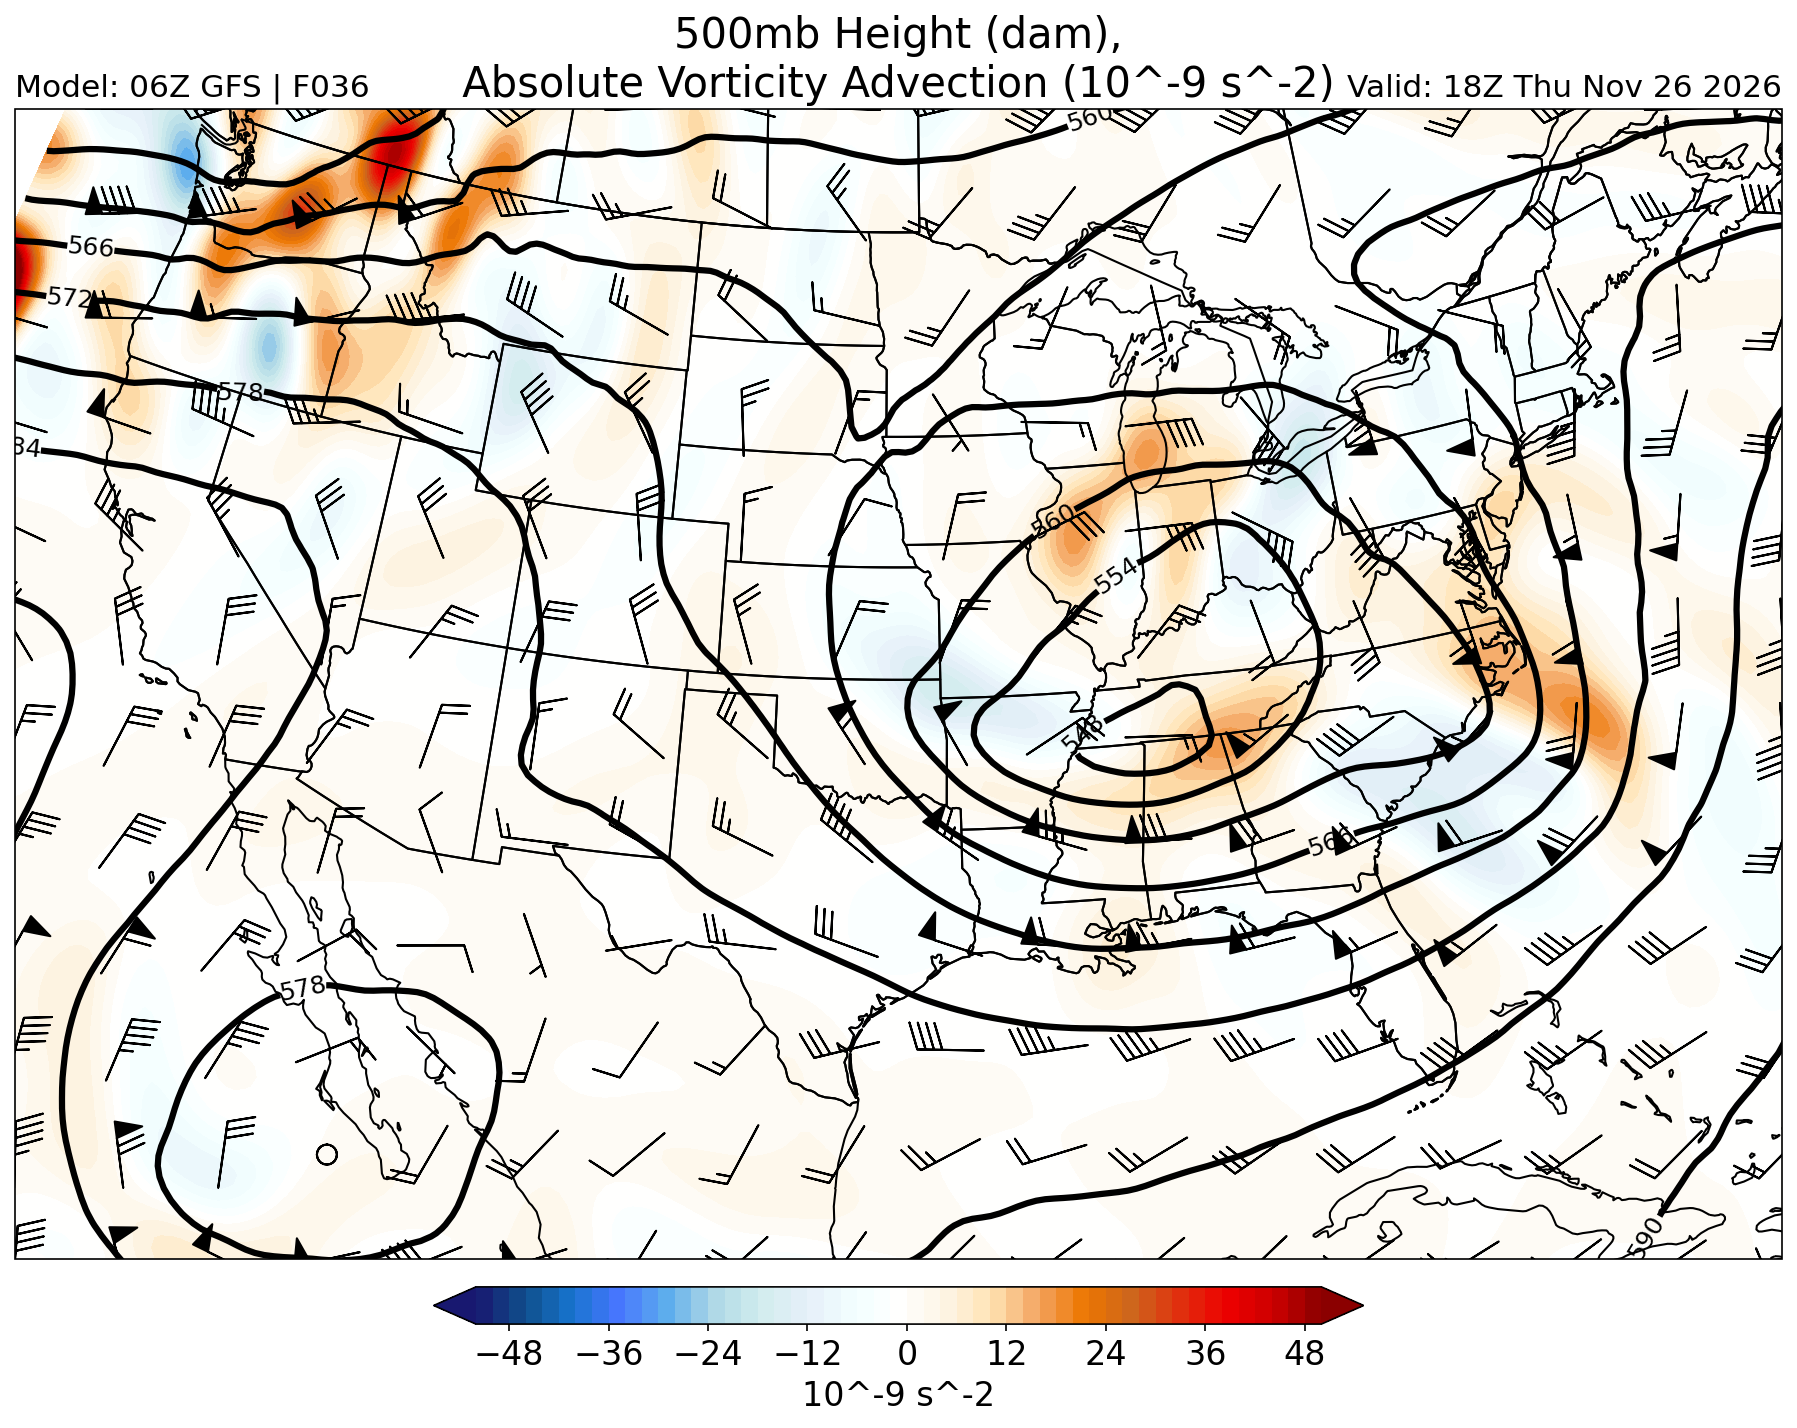 500mb Height (dam),
Model: 06Z GFS | F036
Absolute Vorticity Advection (10^-9 s^-2)
Valid: 18Z Thu Nov 26 2026
560
566
572
578
84
560
554
548
566
578
590
−48 −36 −24 −12 0 12 24 36 48
10^-9 s^-2